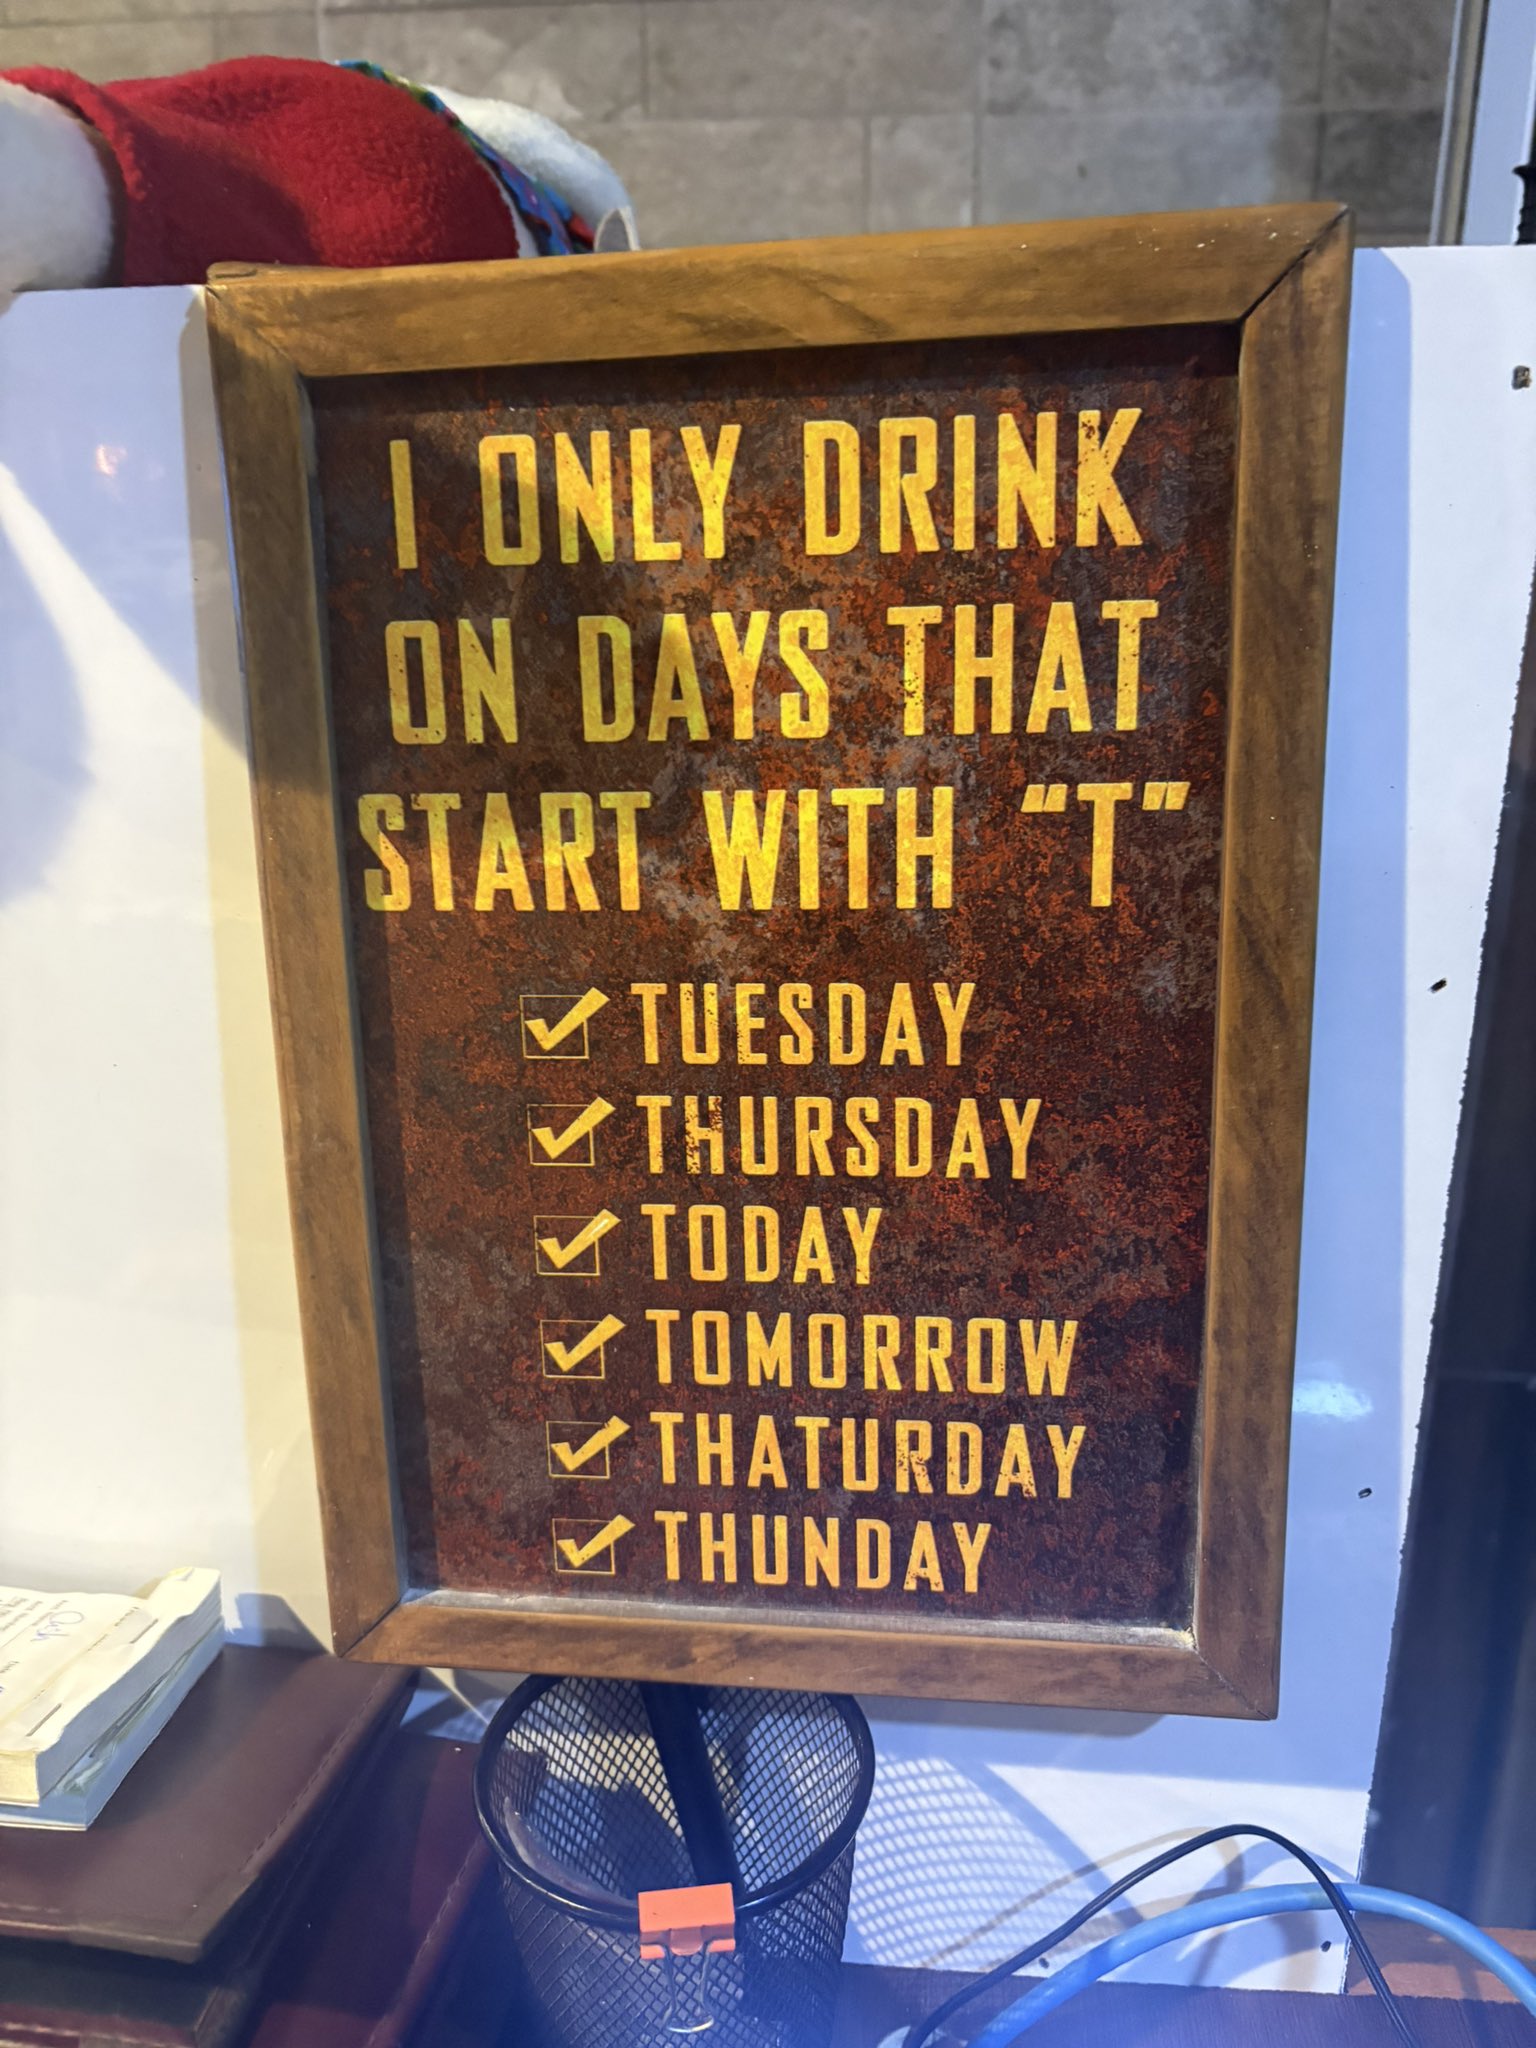 I ONLY DRINK
ON DAYS THAT
START WITH “T”
TUESDAY
THURSDAY
TODAY
TOMORROW
THATURDAY
THUNDAY